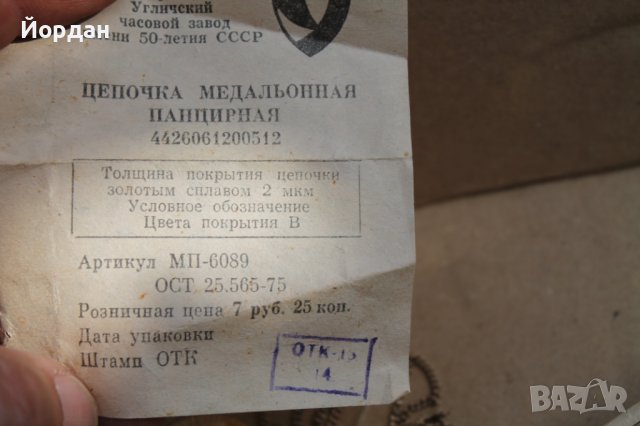 Йордан
Угличский
часовой завод
ени 50-летия СССР
ЦЕПОЧКА МЕДАЛЬОННАЯ
ПАНЦИРНАЯ
4426061200512
Толщина покрытия цепочки
золотым сплавом 2 мкм
Условное обозначение
Цвета покрытия В
Артикул МП-6089
ОСТ 25.565-75
Розничная цена 7 руб. 25 коп.
Дата упаковки
Штамп ОТК
ОТК-15
14
BAZAR